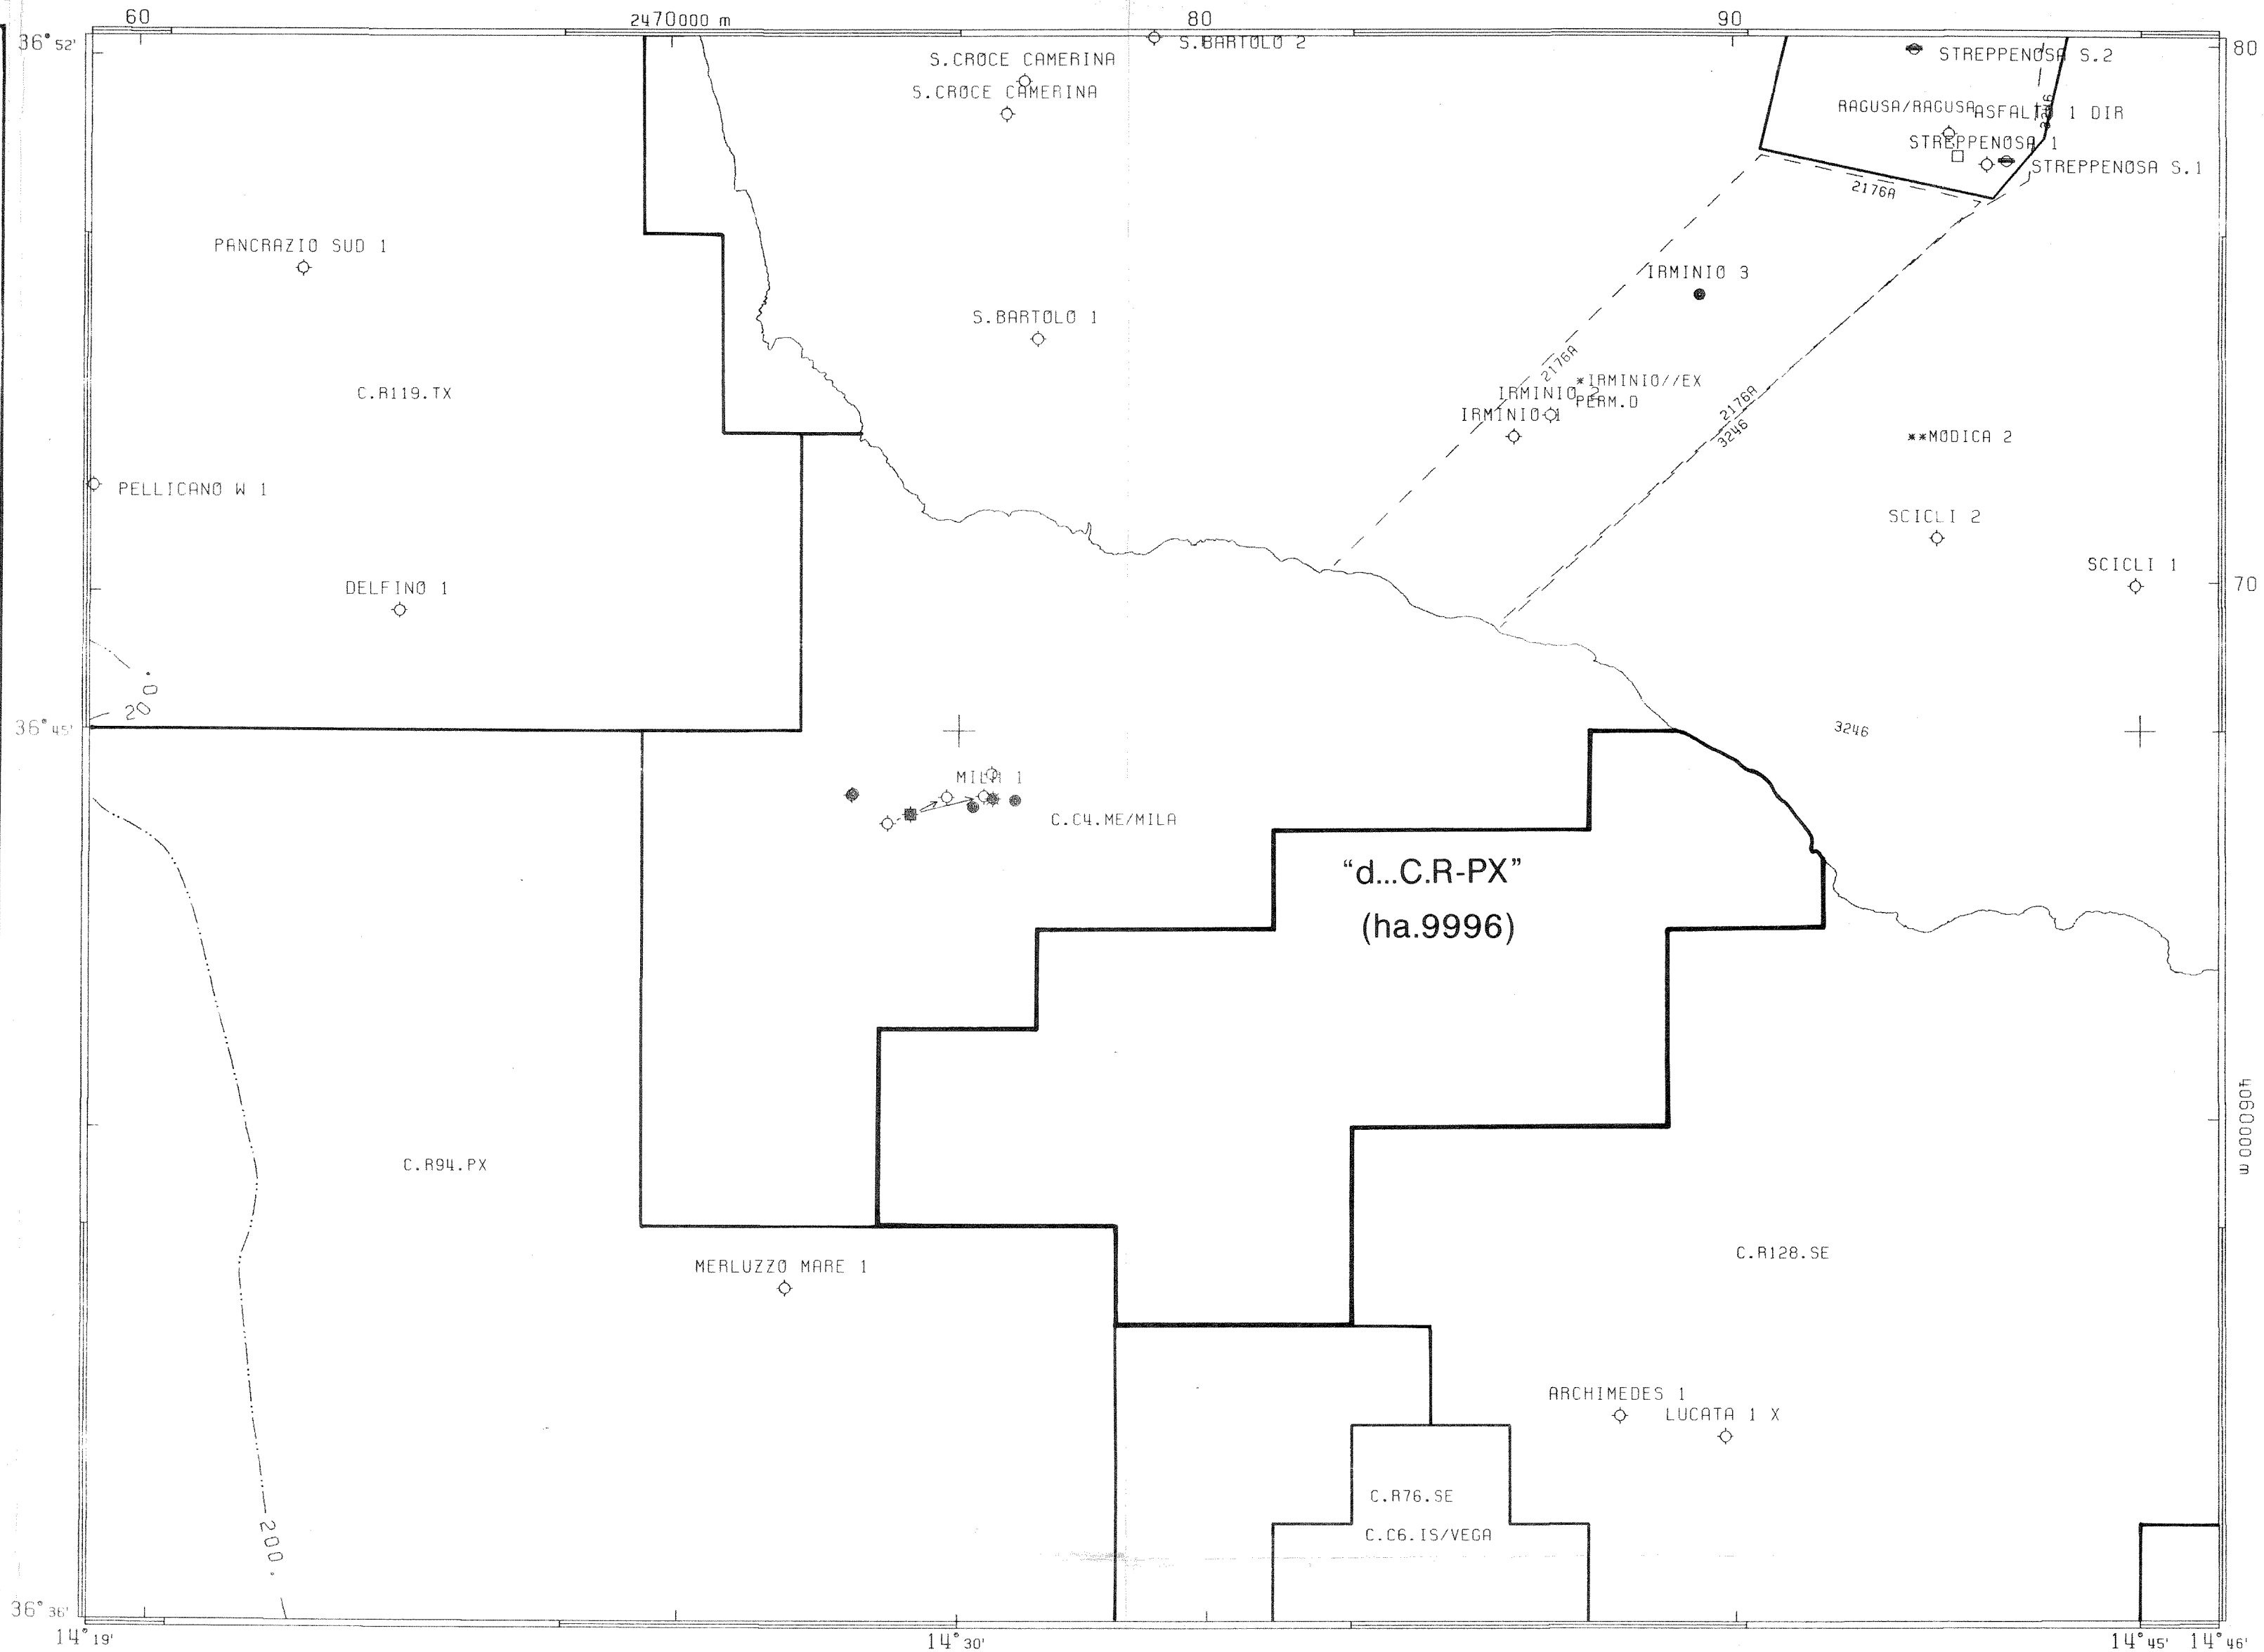 60
2470000 m
80
90
36° 52'
80
S.BARTOLO 2
S.CROCE CAMERINA
S.CROCE CAMERINA
STREPPENOSA S.2
RAGUSA/RAGUSA
ASFALTO 1 DIR
3246
STREPPENOSA 1
STREPPENOSA S.1
2176A
PANCRAZIO SUD 1
IRMINIO 3
S.BARTOLO 1
2176A
*IRMINIO//EX
PERM.D
C.R119.TX
IRMINIO 2
IRMINIO 1
2176A
3246
**MODICA 2
PELLICANO W 1
SCICLI 2
SCICLI 1
DELFINO 1
70
20
0.
36° 45'
3246
MILA 1
C.C4.ME/MILA
"d...C.R-PX"
(ha.9996)
4060000 m
C.R94.PX
C.R128.SE
MERLUZZO MARE 1
ARCHIMEDES 1
LUCATA 1 X
C.R76.SE
C.C6.IS/VEGA
200.
36° 36'
14° 19'
14° 30'
14° 45'
14° 46'